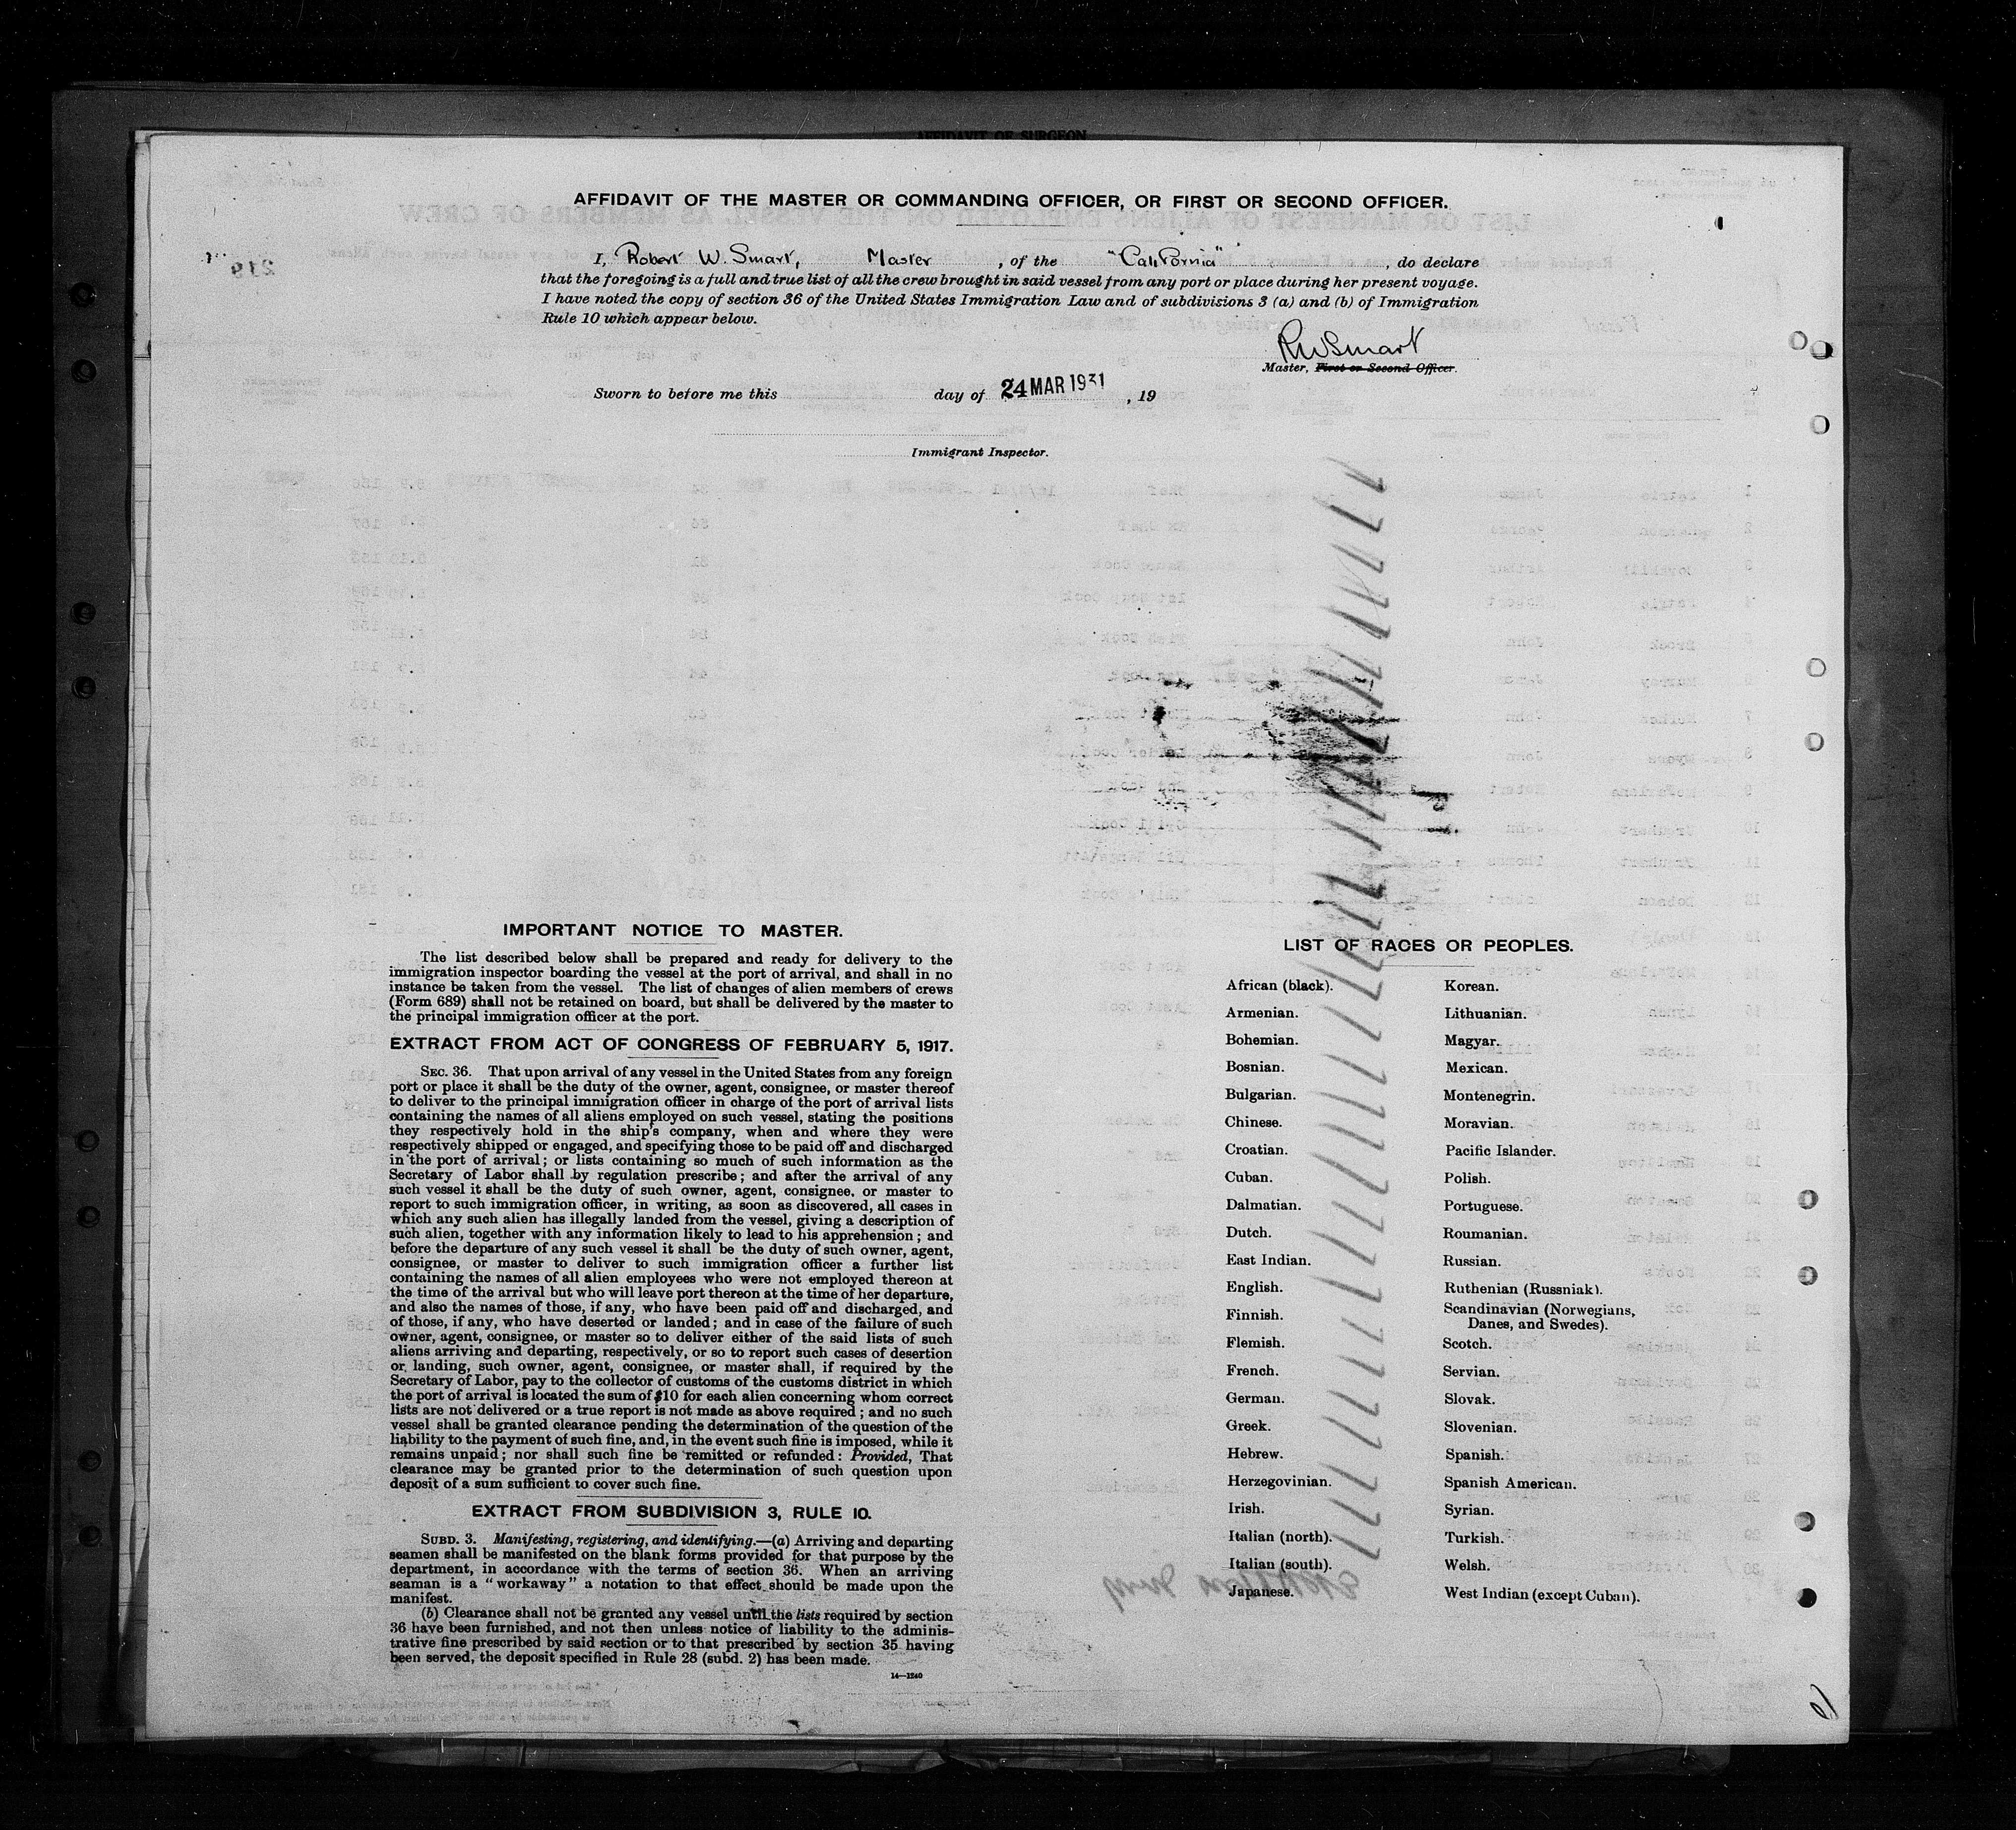 AFFIDAVIT OF SURGEON
AFFIDAVIT OF THE MASTER OR COMMANDING OFFICER, OR FIRST OR SECOND OFFICER.
I, Robert W. Smart, Master, of the "California", do declare
that the foregoing is a full and true list of all the crew brought in said vessel from any port or place during her present voyage.
I have noted the copy of section 36 of the United States Immigration Law and of subdivisions 3 (a) and (b) of Immigration
Rule 10 which appear below.
RWSmart
Master, First or Second Officer.
Sworn to before me this day of 24 MAR 1931, 19
Immigrant Inspector.
IMPORTANT NOTICE TO MASTER.
The list described below shall be prepared and ready for delivery to the
immigration inspector boarding the vessel at the port of arrival, and shall in no
instance be taken from the vessel. The list of changes of alien members of crews
(Form 689) shall not be retained on board, but shall be delivered by the master to
the principal immigration officer at the port.
EXTRACT FROM ACT OF CONGRESS OF FEBRUARY 5, 1917.
SEC. 36. That upon arrival of any vessel in the United States from any foreign
port or place it shall be the duty of the owner, agent, consignee, or master thereof
to deliver to the principal immigration officer in charge of the port of arrival lists
containing the names of all aliens employed on such vessel, stating the positions
they respectively hold in the ship's company, when and where they were
respectively shipped or engaged, and specifying those to be paid off and discharged
in the port of arrival; or lists containing so much of such information as the
Secretary of Labor shall by regulation prescribe; and after the arrival of any
such vessel it shall be the duty of such owner, agent, consignee, or master to
report to such immigration officer, in writing, as soon as discovered, all cases in
which any such alien has illegally landed from the vessel, giving a description of
such alien, together with any information likely to lead to his apprehension; and
before the departure of any such vessel it shall be the duty of such owner, agent,
consignee, or master to deliver to such immigration officer a further list
containing the names of all alien employees who were not employed thereon at
the time of the arrival but who will leave port thereon at the time of her departure,
and also the names of those, if any, who have been paid off and discharged, and
of those, if any, who have deserted or landed; and in case of the failure of such
owner, agent, consignee, or master so to deliver either of the said lists of such
aliens arriving and departing, respectively, or so to report such cases of desertion
or landing, such owner, agent, consignee, or master shall, if required by the
Secretary of Labor, pay to the collector of customs of the customs district in which
the port of arrival is located the sum of $10 for each alien concerning whom correct
lists are not delivered or a true report is not made as above required; and no such
vessel shall be granted clearance pending the determination of the question of the
liability to the payment of such fine, and, in the event such fine is imposed, while it
remains unpaid; nor shall such fine be remitted or refunded: Provided, That
clearance may be granted prior to the determination of such question upon
deposit of a sum sufficient to cover such fine.
EXTRACT FROM SUBDIVISION 3, RULE 10.
SUBD. 3. Manifesting, registering, and identifying.—(a) Arriving and departing
seamen shall be manifested on the blank forms provided for that purpose by the
department, in accordance with the terms of section 36. When an arriving
seaman is a "workaway" a notation to that effect should be made upon the
manifest.
(b) Clearance shall not be granted any vessel until the lists required by section
36 have been furnished, and not then unless notice of liability to the adminis-
trative fine prescribed by said section or to that prescribed by section 35 having
been served, the deposit specified in Rule 28 (subd. 2) has been made.
14—1240
LIST OF RACES OR PEOPLES.
African (black).
Armenian.
Bohemian.
Bosnian.
Bulgarian.
Chinese.
Croatian.
Cuban.
Dalmatian.
Dutch.
East Indian.
English.
Finnish.
Flemish.
French.
German.
Greek.
Hebrew.
Herzegovinian.
Irish.
Italian (north).
Italian (south).
Japanese.
Korean.
Lithuanian.
Magyar.
Mexican.
Montenegrin.
Moravian.
Pacific Islander.
Polish.
Portuguese.
Roumanian.
Russian.
Ruthenian (Russniak).
Scandinavian (Norwegians,
Danes, and Swedes).
Scotch.
Servian.
Slovak.
Slovenian.
Spanish.
Spanish American.
Syrian.
Turkish.
Welsh.
West Indian (except Cuban).